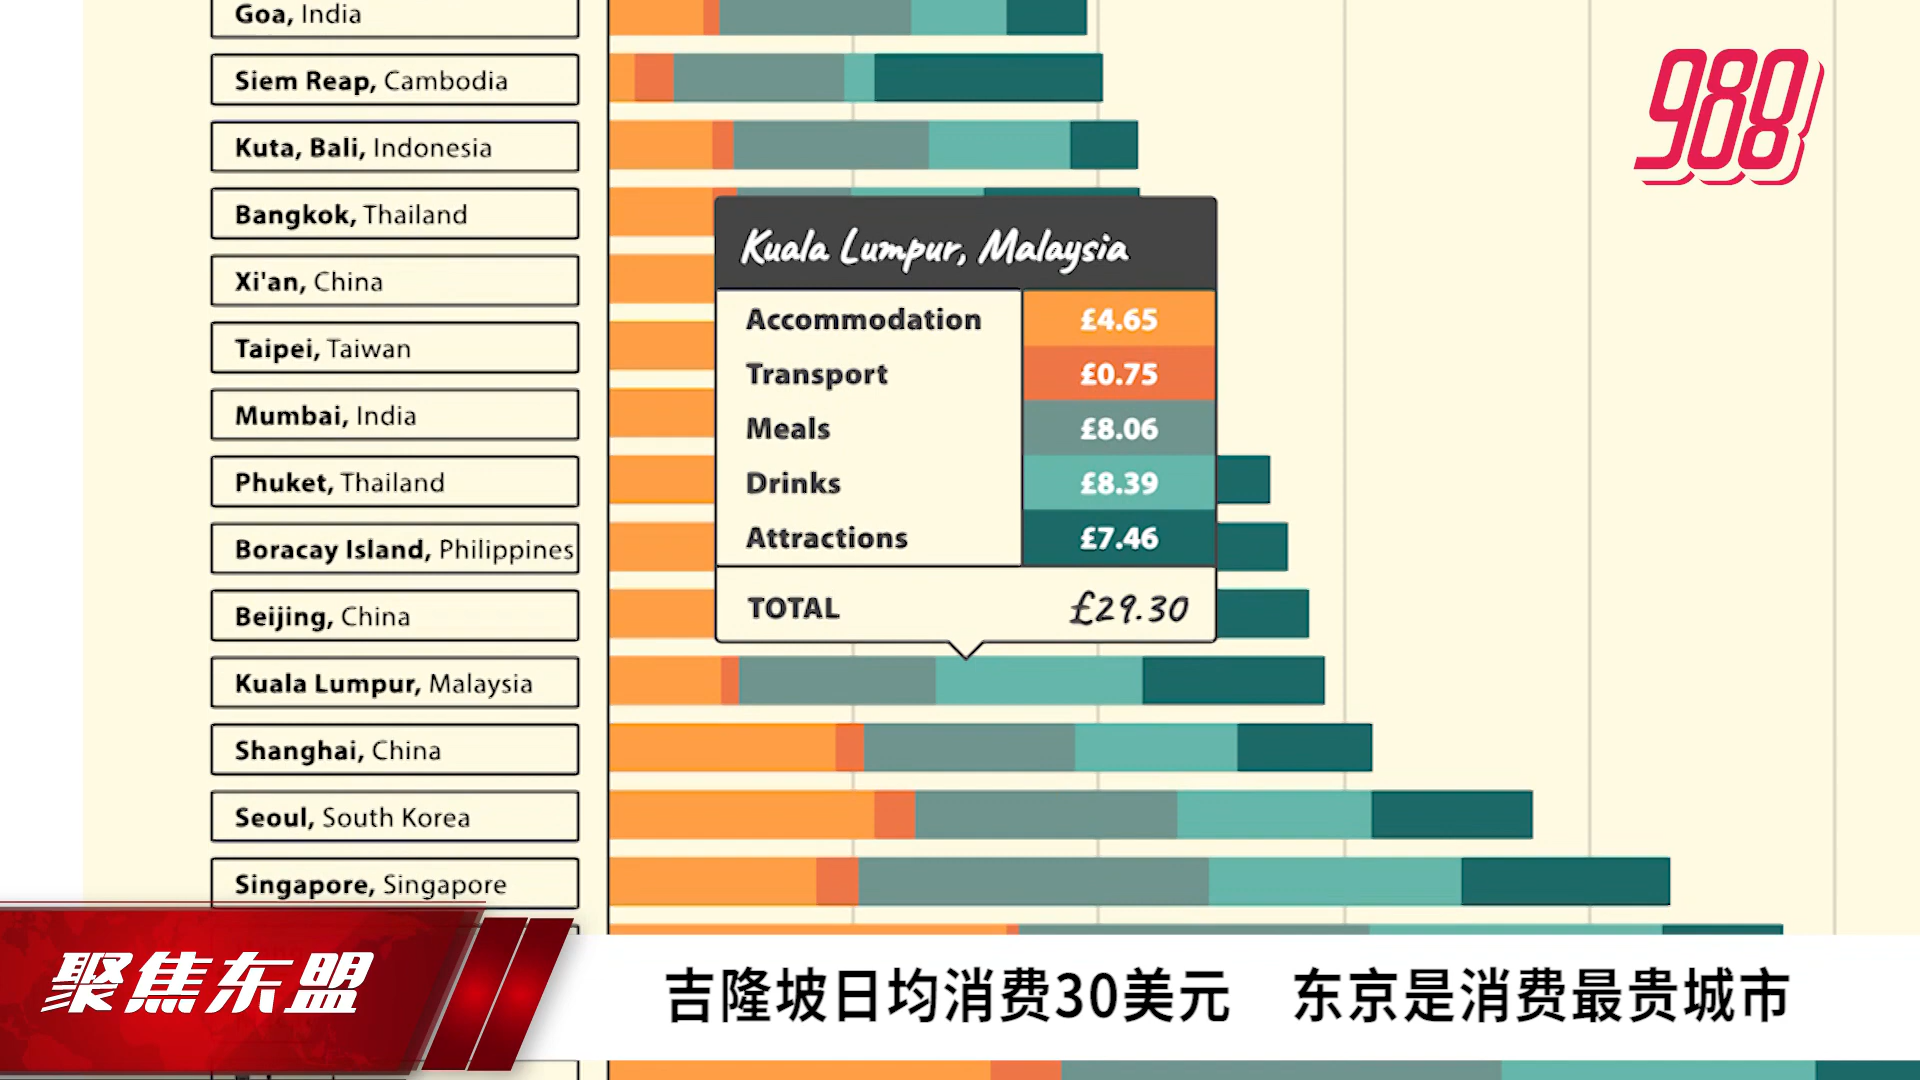 Goa, India
988
Siem Reap, Cambodia
Kuta, Bali, Indonesia
Bangkok, Thailand
Kuala Lumpur, Malaysia
Xi'an, China
Accommodation £4.65
Taipei, Taiwan
Transport £0.75
Mumbai, India
Meals £8.06
Phuket, Thailand
Drinks £8.39
Boracay Island, Philippines
Attractions £7.46
Beijing, China
TOTAL £29.30
Kuala Lumpur, Malaysia
Shanghai, China
Seoul, South Korea
Singapore, Singapore
聚焦东盟
吉隆坡日均消费30美元 东京是消费最贵城市